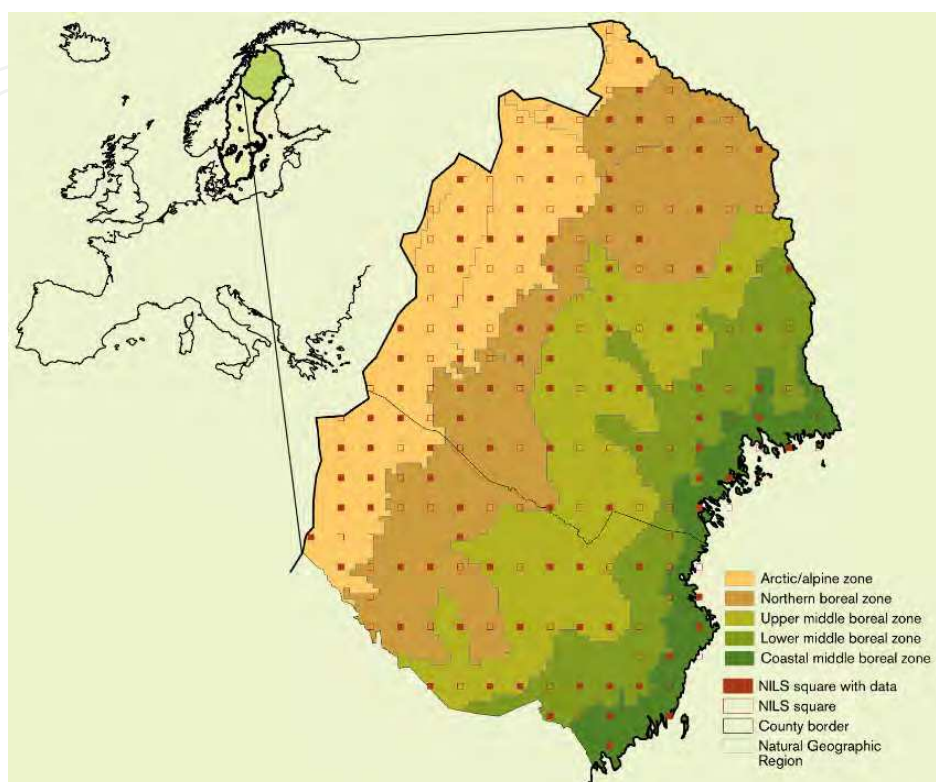 Arctic/alpine zone
Northern boreal zone
Upper middle boreal zone
Lower middle boreal zone
Coastal middle boreal zone
NILS square with data
NILS square
County border
Natural Geographic
Region